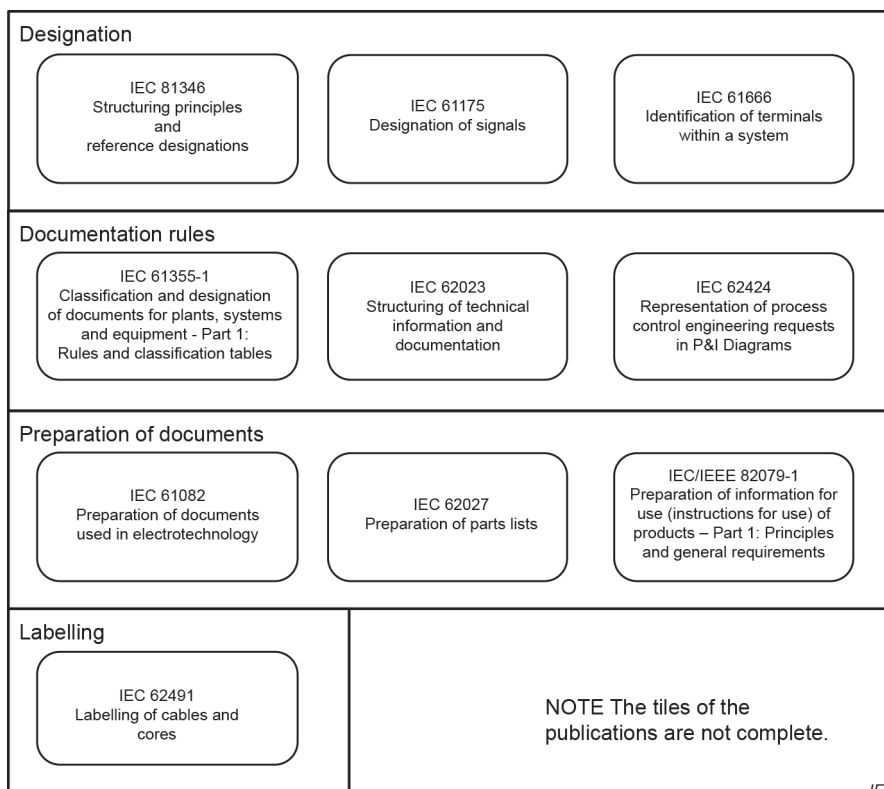 Designation
IEC 81346
Structuring principles
and
reference designations
IEC 61175
Designation of signals
IEC 61666
Identification of terminals
within a system
Documentation rules
IEC 61355-1
Classification and designation
of documents for plants, systems
and equipment - Part 1:
Rules and classification tables
IEC 62023
Structuring of technical
information and
documentation
IEC 62424
Representation of process
control engineering requests
in P&I Diagrams
Preparation of documents
IEC 61082
Preparation of documents
used in electrotechnology
IEC 62027
Preparation of parts lists
IEC/IEEE 82079-1
Preparation of information for
use (instructions for use) of
products – Part 1: Principles
and general requirements
Labelling
IEC 62491
Labelling of cables and
cores
NOTE The tiles of the
publications are not complete.